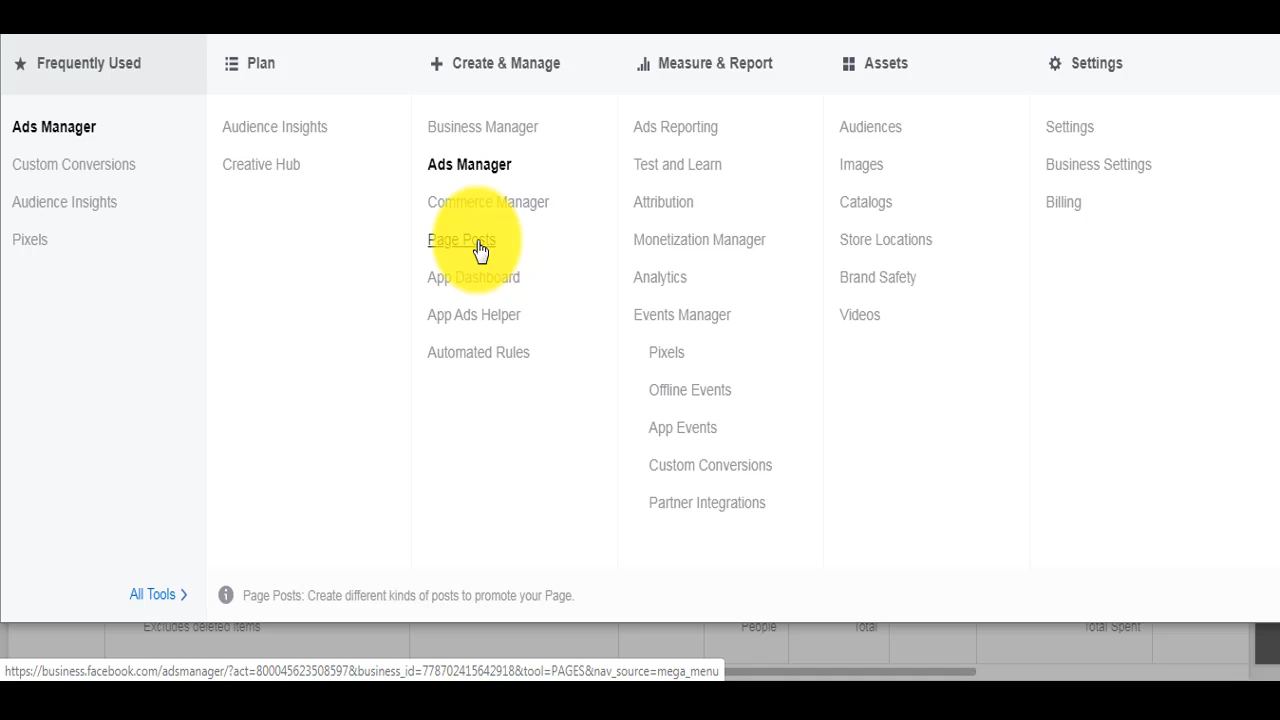 Frequently Used
Ads Manager
Custom Conversions
Audience Insights
Pixels
All Tools
Plan
Audience Insights
Creative Hub
Create & Manage
Business Manager
Ads Manager
Commerce Manager
Page Posts
App Dashboard
App Ads Helper
Automated Rules
Measure & Report
Ads Reporting
Test and Learn
Attribution
Monetization Manager
Analytics
Events Manager
Pixels
Offline Events
App Events
Custom Conversions
Partner Integrations
Assets
Audiences
Images
Catalogs
Store Locations
Brand Safety
Videos
Settings
Settings
Business Settings
Billing
Page Posts: Create different kinds of posts to promote your Page.
Excludes deleted items
People
Total
Total Spent
https://business.facebook.com/adsmanager/?act=800045623508597&business_id=778702415642918&tool=PAGES&nav_source=mega_menu